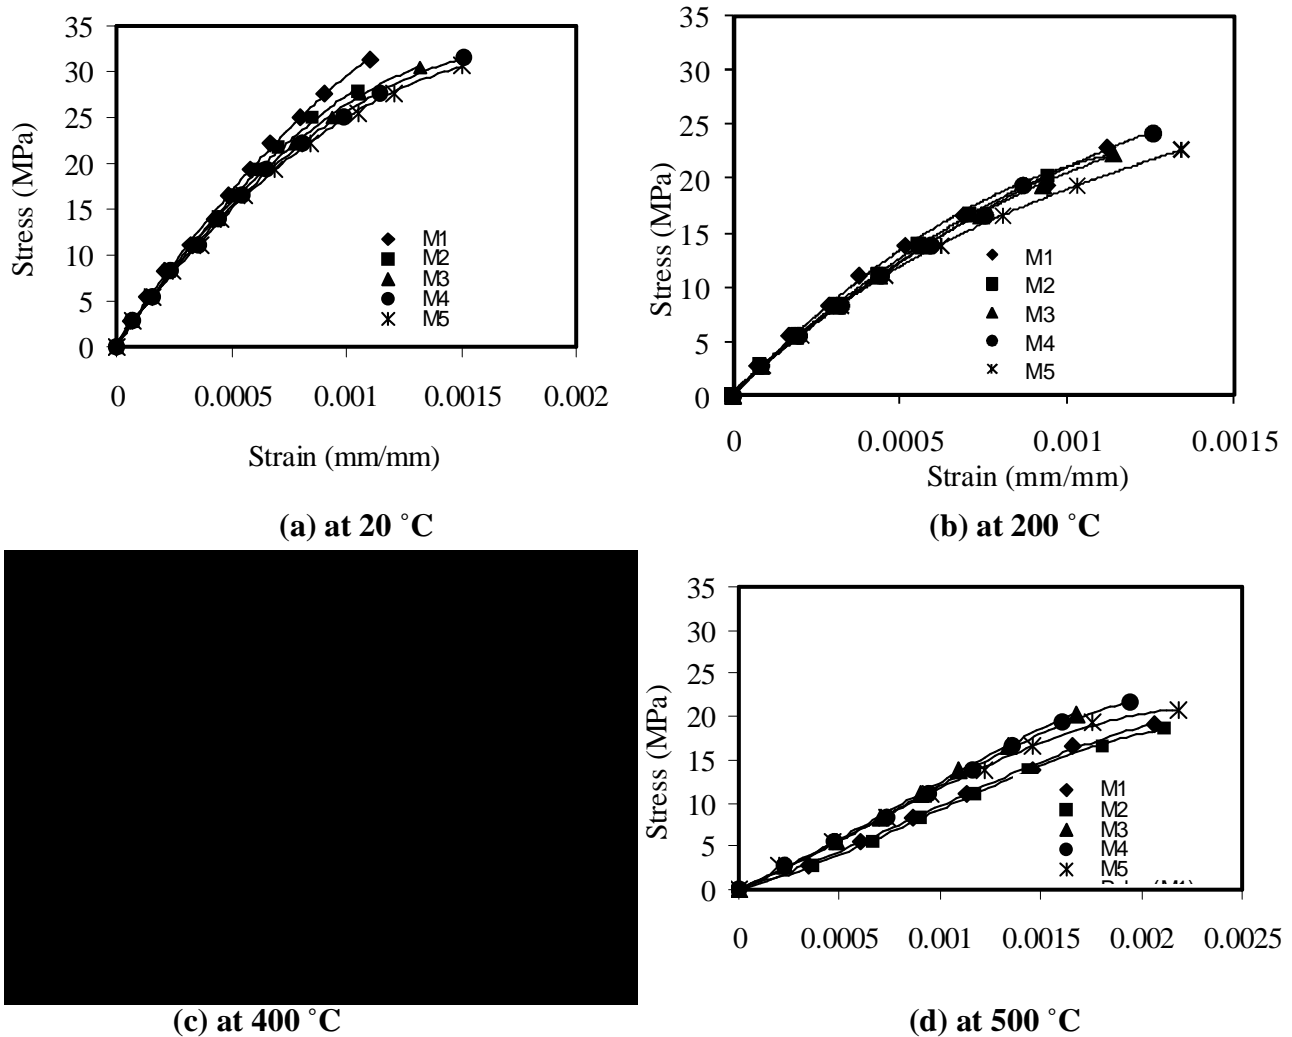 35
30
25
20
15
10
5
0
Stress (MPa)
M1
M2
M3
M4
M5
0 0.0005 0.001 0.0015 0.002
Strain (mm/mm)
(a) at 20 ˚C
35
30
25
20
15
10
5
0
Stress (MPa)
M1
M2
M3
M4
M5
0 0.0005 0.001 0.0015
Strain (mm/mm)
(b) at 200 ˚C
(c) at 400 ˚C
35
30
25
20
15
10
5
0
Stress (MPa)
M1
M2
M3
M4
M5
0 0.0005 0.001 0.0015 0.002 0.0025
(d) at 500 ˚C